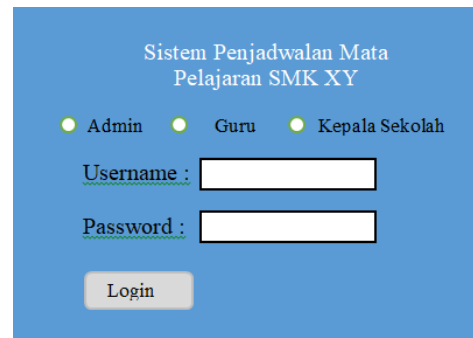 Sistem Penjadwalan Mata
Pelajaran SMK XY
Admin Guru Kepala Sekolah
Username :
Password :
Login